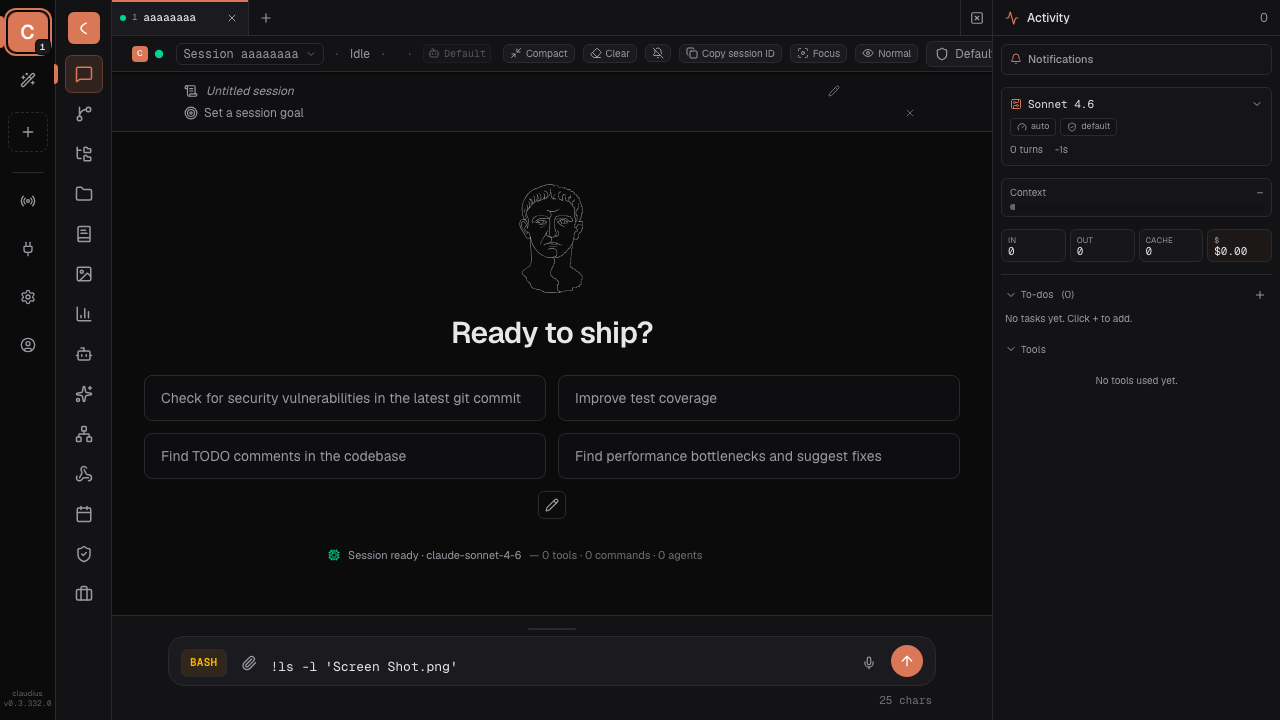 C
1
claudius
v0.3.332.0
1 aaaaaaaa
C
Session aaaaaaaa
· Idle · ·
Default
Compact
Clear
Copy session ID
Focus
Normal
Defaul
Untitled session
Set a session goal
Ready to ship?
Check for security vulnerabilities in the latest git commit
Improve test coverage
Find TODO comments in the codebase
Find performance bottlenecks and suggest fixes
Session ready · claude-sonnet-4-6 — 0 tools · 0 commands · 0 agents
BASH
!ls -l 'Screen Shot.png'
25 chars
Activity
0
Notifications
Sonnet 4.6
auto
default
0 turns ~1s
Context
–
IN
0
OUT
0
CACHE
0
$
$0.00
To-dos (0)
No tasks yet. Click + to add.
Tools
No tools used yet.